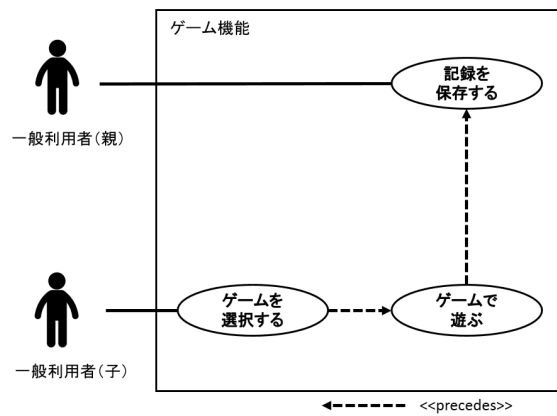 ゲーム機能
記録を
保存する
一般利用者(親)
ゲームを
選択する
ゲームで
遊ぶ
一般利用者(子)
<<precedes>>